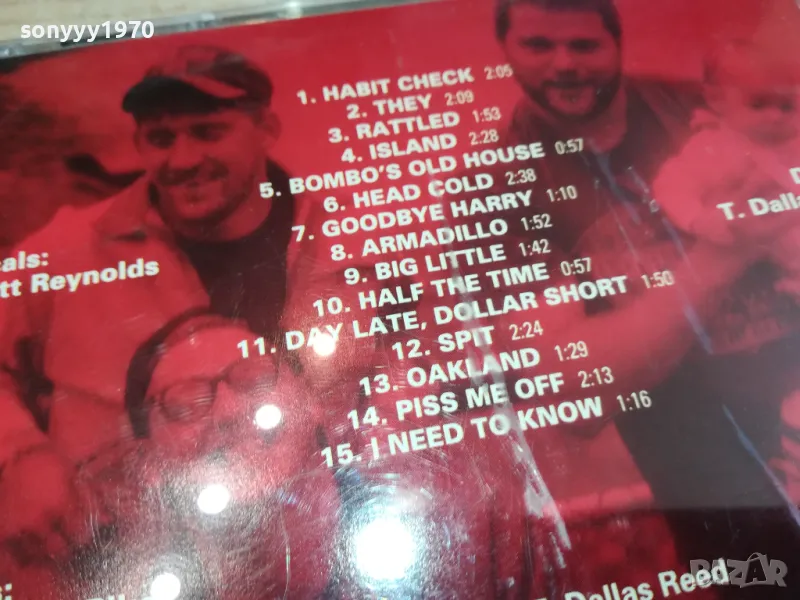 sonyyy1970
1. HABIT CHECK 2:05
2. THEY 2:09
3. RATTLED 1:53
4. ISLAND 2:28
5. BOMBO'S OLD HOUSE 0:57
6. HEAD COLD 2:38
7. GOODBYE HARRY 1:10
8. ARMADILLO 1:52
9. BIG LITTLE 1:42
10. HALF THE TIME 0:57
11. DAY LATE, DOLLAR SHORT 1:50
12. SPIT 2:24
13. OAKLAND 1:29
14. PISS ME OFF 2:13
15. I NEED TO KNOW 1:16
Reynolds
T. Dalla
Dallas Reed
BAZAR